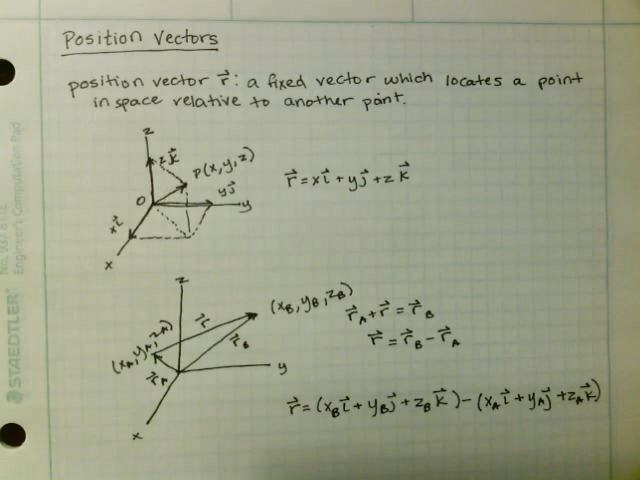 Position Vectors
position vector r⃗: a fixed vector which locates a point
in space relative to another point.
z
zk⃗
P(x,y,z)
r⃗=xi⃗+yj⃗+zk⃗
O
yj⃗
y
xi⃗
x
z
(xB,yB,zB)
r⃗
r⃗A+r⃗=r⃗B
(xA,yA,zA)
r⃗B
r⃗=r⃗B-r⃗A
r⃗A
y
x
r⃗=(xBi⃗+yBj⃗+zBk⃗)-(xAi⃗+yAj⃗+zAk⃗)
STAEDTLER
Engineer's Computation Pad